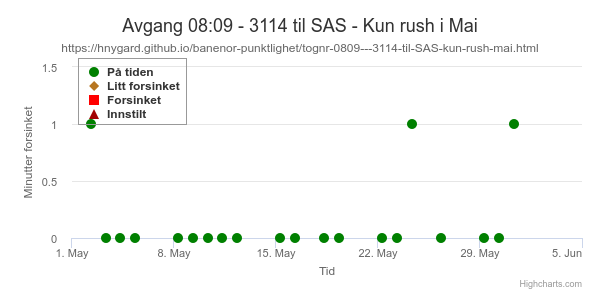 Avgang 08:09 - 3114 til SAS - Kun rush i Mai
https://hnygard.github.io/banenor-punktlighet/tognr-0809---3114-til-SAS-kun-rush-mai.html
På tiden
Litt forsinket
Forsinket
Innstilt
Minutter forsinket
1.5
1
0.5
0
1. May
8. May
15. May
22. May
29. May
5. Jun
Tid
Highcharts.com